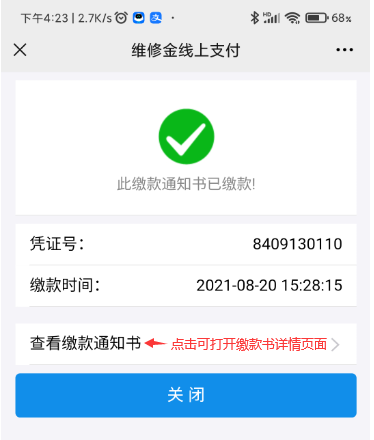 下午4:23 | 2.7K/s
HD
68%
维修金线上支付
此缴款通知书已缴款!
凭证号： 8409130110
缴款时间： 2021-08-20 15:28:15
查看缴款通知书 点击可打开缴款书详情页面
关 闭